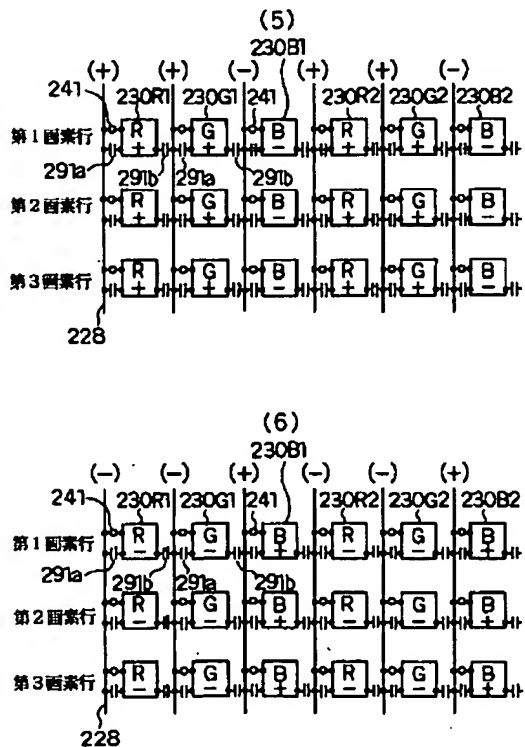 (5)
230B1
(+) (+) (-) (+) (+) (-)
241 230R1 230G1 241 230R2 230G2 230B2
第1画素行 R G B R G B
+ + - + + -
291a 291b 291a 291b
第2画素行 R G B R G B
+ + - + + -
第3画素行 R G B R G B
+ + - + + -
228
(6)
230B1
(-) (-) (+) (-) (-) (+)
241 230R1 230G1 241 230R2 230G2 230B2
第1画素行 R G B R G B
- - + - - +
291a 291b 291a 291b
第2画素行 R G B R G B
- - + - - +
第3画素行 R G B R G B
- - + - - +
228